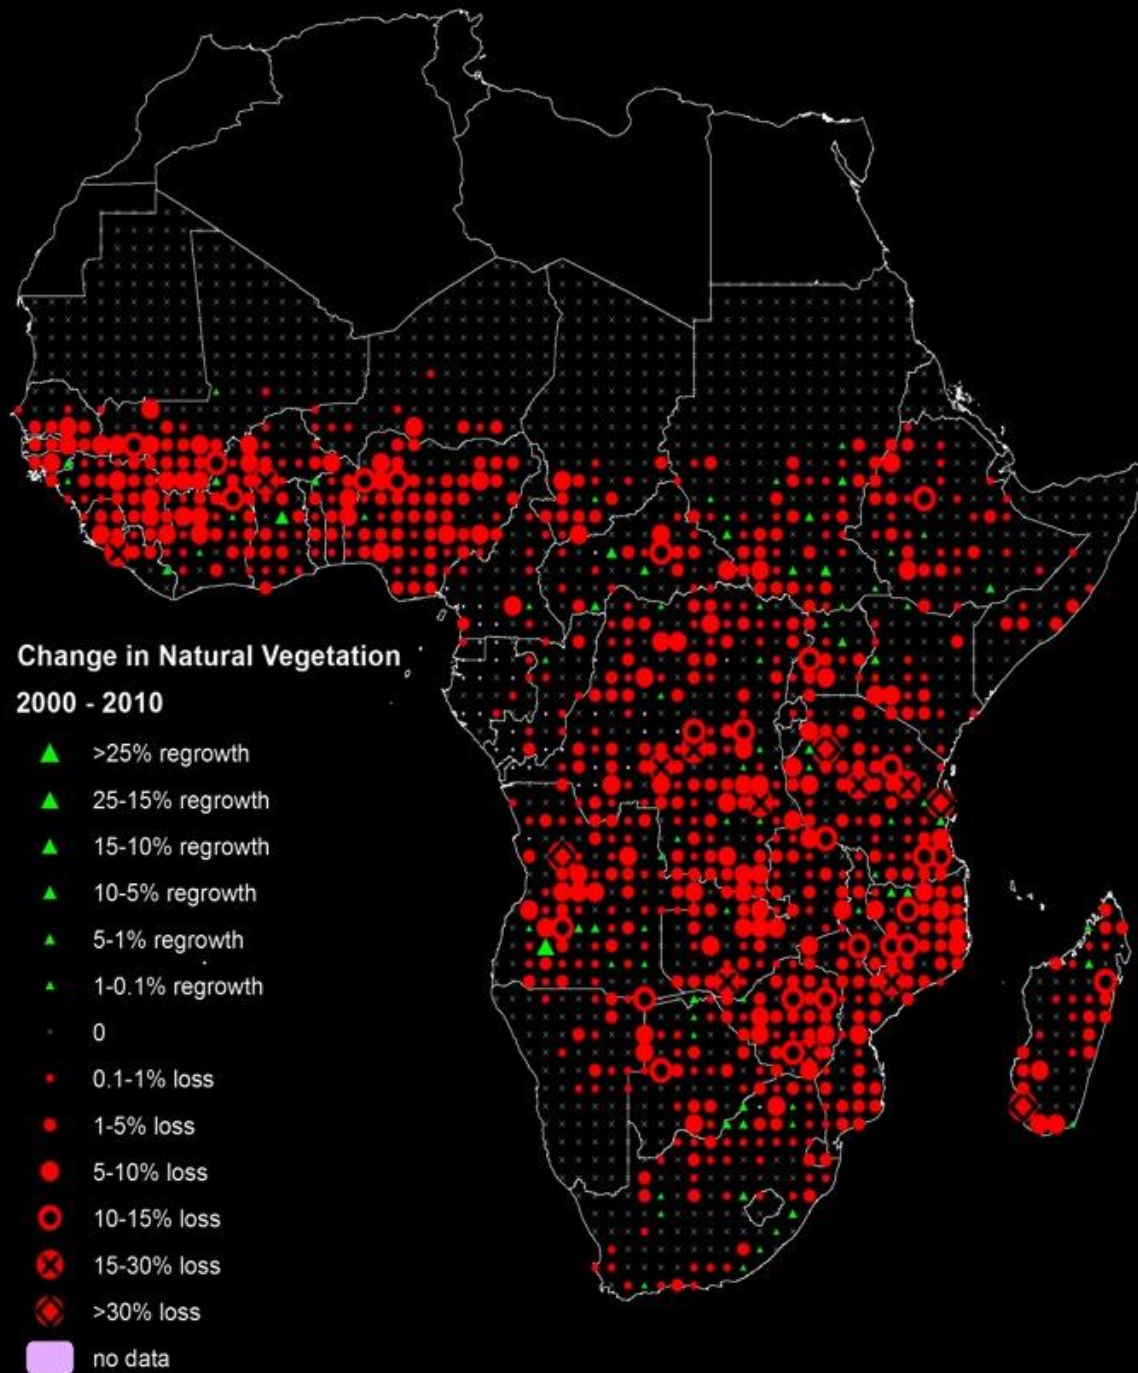 Change in Natural Vegetation
2000 - 2010
>25% regrowth
25-15% regrowth
15-10% regrowth
10-5% regrowth
5-1% regrowth
1-0.1% regrowth
0
0.1-1% loss
1-5% loss
5-10% loss
10-15% loss
15-30% loss
>30% loss
no data